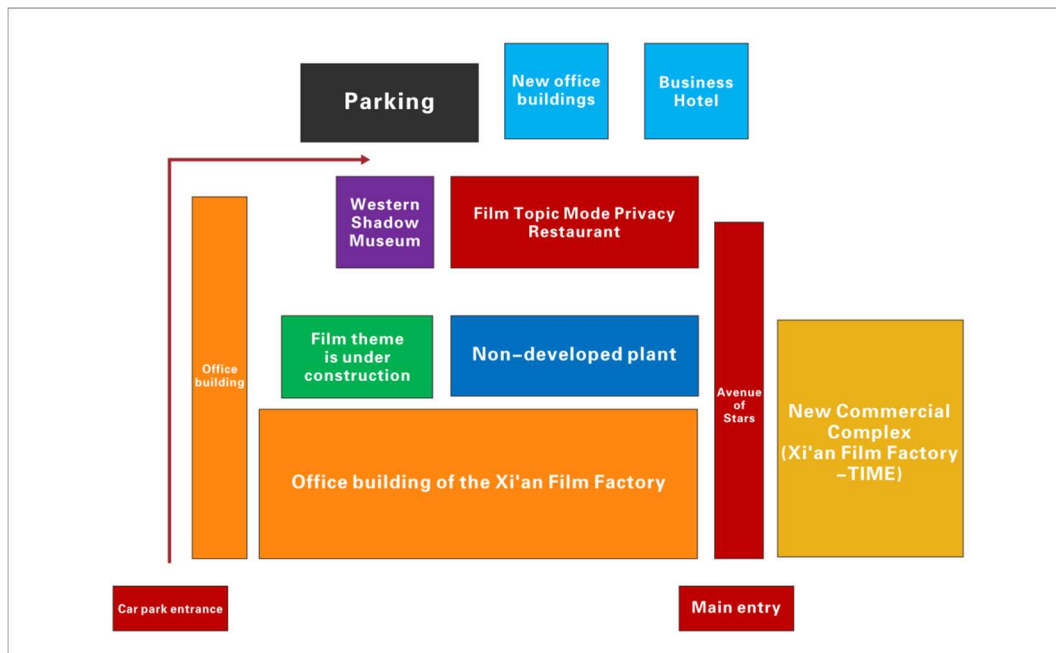 Parking
New office
buildings
Business
Hotel
Western
Shadow
Museum
Film Topic Mode Privacy
Restaurant
Film theme
is under
construction
Non-developed plant
Office
building
Avenue
of
Stars
New Commercial
Complex
(Xi'an Film Factory
-TIME)
Office building of the Xi'an Film Factory
Car park entrance
Main entry